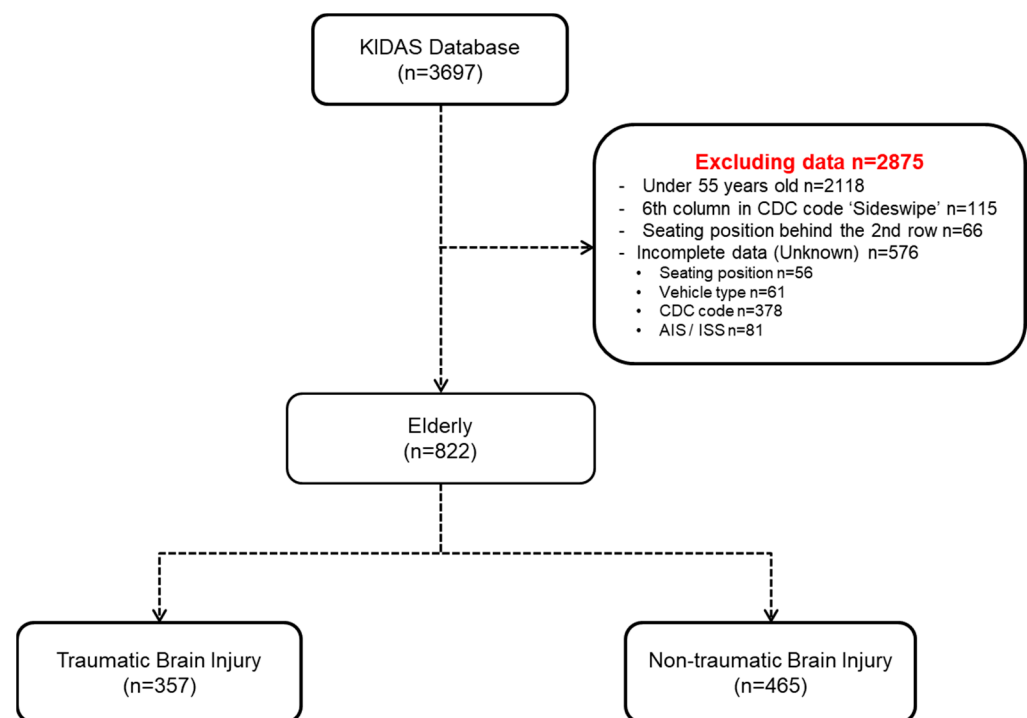 KIDAS Database
(n=3697)
Excluding data n=2875
- Under 55 years old n=2118
- 6th column in CDC code ‘Sideswipe’ n=115
- Seating position behind the 2nd row n=66
- Incomplete data (Unknown) n=576
• Seating position n=56
• Vehicle type n=61
• CDC code n=378
• AIS / ISS n=81
Elderly
(n=822)
Traumatic Brain Injury
(n=357)
Non-traumatic Brain Injury
(n=465)